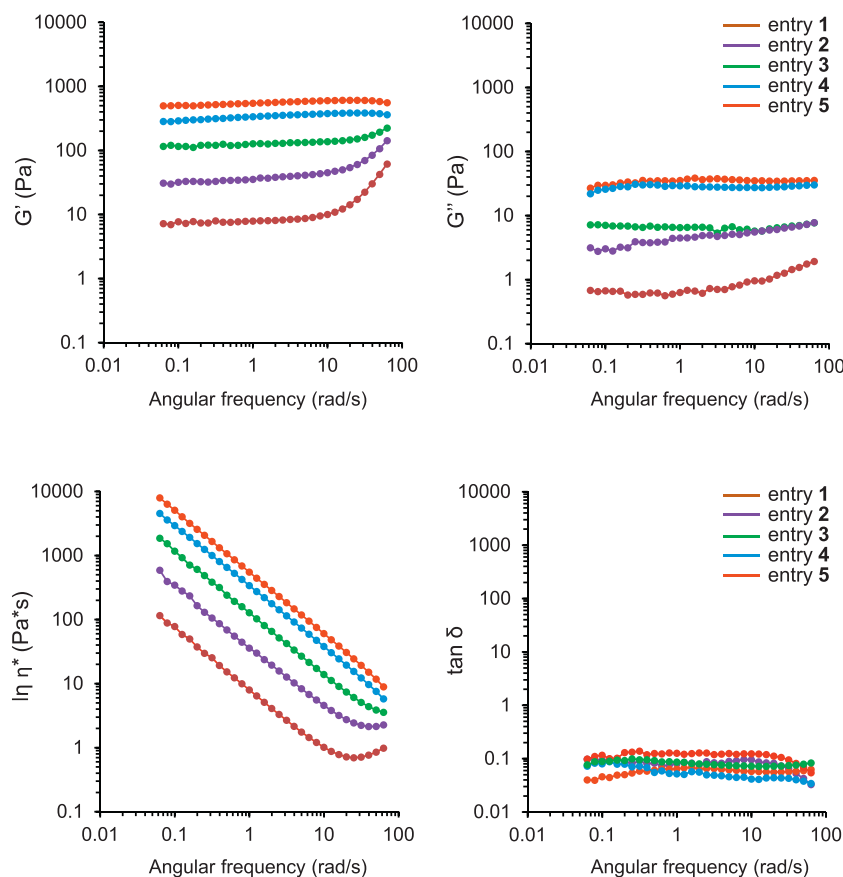 10000
1000
100
10
1
0.1
G' (Pa)
0.01 0.1 1 10 100
Angular frequency (rad/s)
10000
1000
100
10
1
0.1
G'' (Pa)
0.01 0.1 1 10 100
Angular frequency (rad/s)
entry 1
entry 2
entry 3
entry 4
entry 5
10000
1000
100
10
1
0.1
lη η* (Pa*s)
0.01 0.1 1 10 100
Angular frequency (rad/s)
10000
1000
100
10
1
0.1
0.01
tan δ
0.01 0.1 1 10 100
Angular frequency (rad/s)
entry 1
entry 2
entry 3
entry 4
entry 5